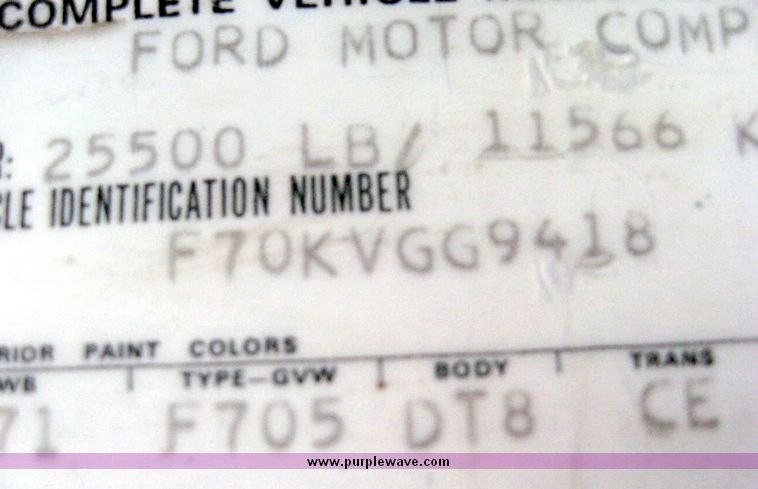 COMPLETE VEHICLE
FORD MOTOR COMP
R: 25500 LB/ 11566 K
CLE IDENTIFICATION NUMBER
F70KVGG9418
RIOR PAINT COLORS
WB TYPE-GVW BODY TRANS
71 F705 DT8 CE
www.purplewave.com